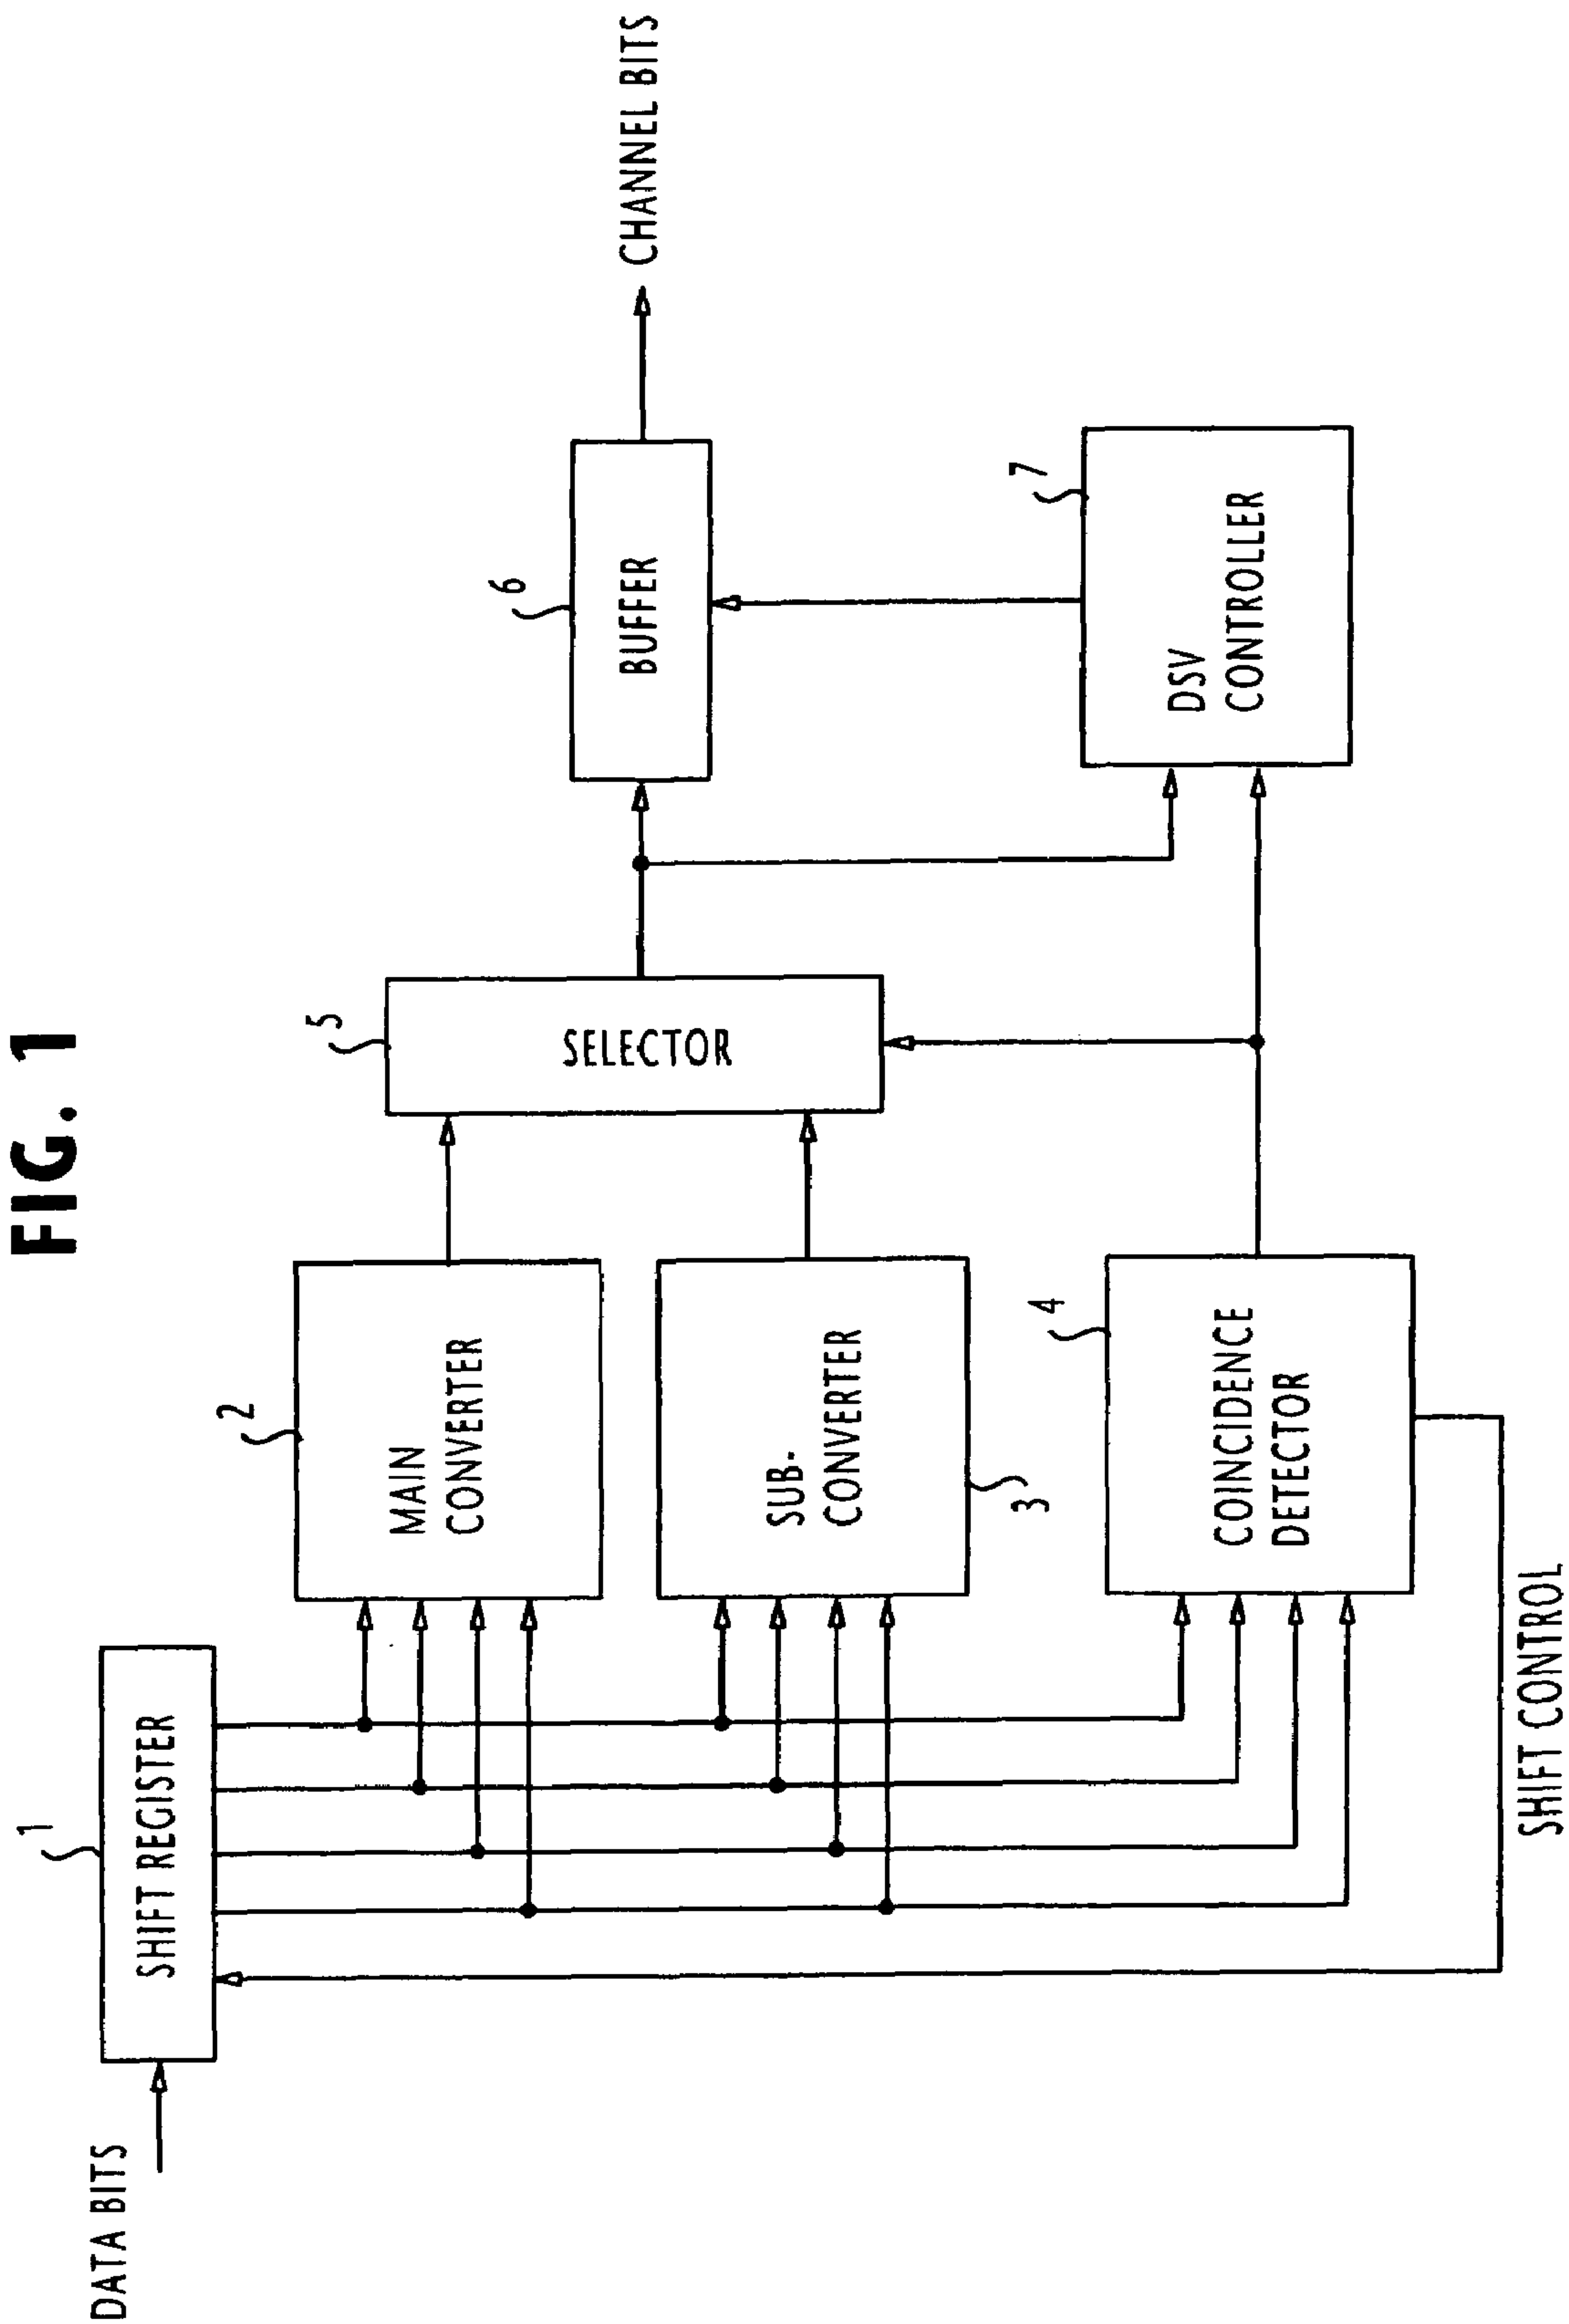 FIG. 1
DATA BITS
1
SHIFT REGISTER
2
MAIN
CONVERTER
SUB-
CONVERTER
3
4
COINCIDENCE
DETECTOR
SHIFT CONTROL
5
SELECTOR
6
BUFFER
CHANNEL BITS
7
DSV
CONTROLLER